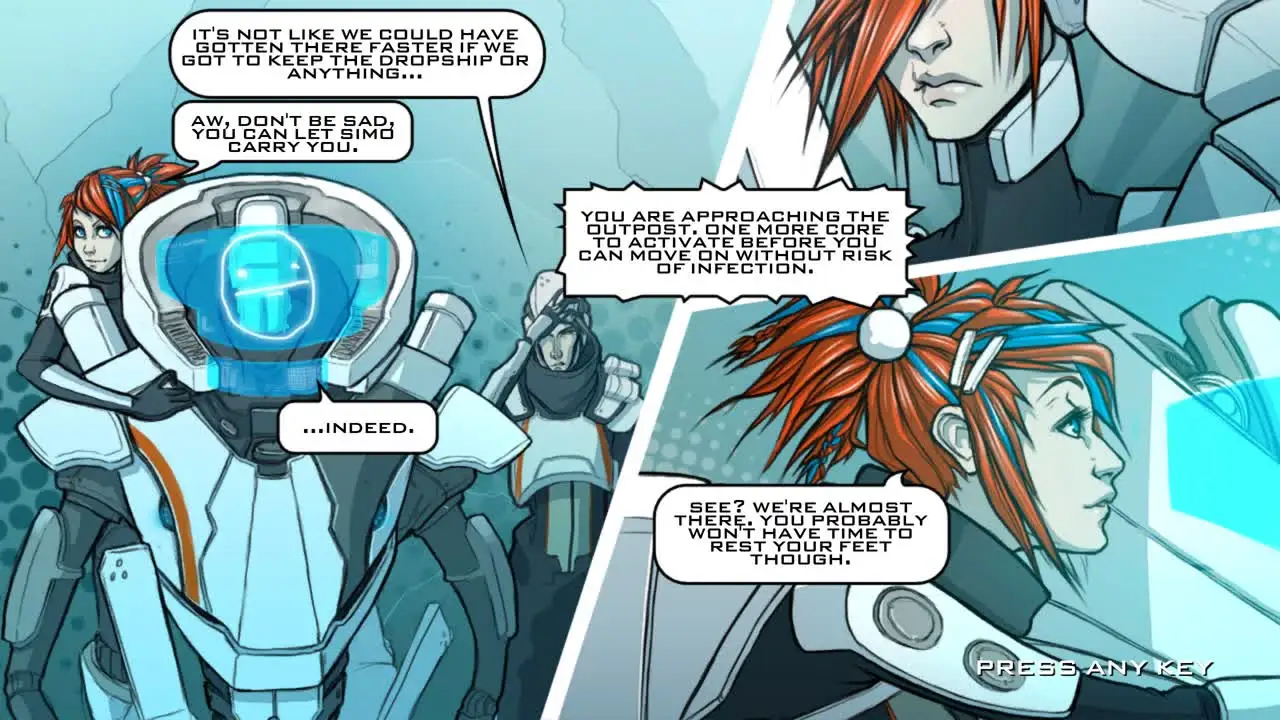 IT'S NOT LIKE WE COULD HAVE
GOTTEN THERE FASTER IF WE
GOT TO KEEP THE DROPSHIP OR
ANYTHING...
AW, DON'T BE SAD,
YOU CAN LET SIMO
CARRY YOU.
...INDEED.
YOU ARE APPROACHING THE
OUTPOST. ONE MORE CORE
TO ACTIVATE BEFORE YOU
CAN MOVE ON WITHOUT RISK
OF INFECTION.
SEE? WE'RE ALMOST
THERE. YOU PROBABLY
WON'T HAVE TIME TO
REST YOUR FEET
THOUGH.
PRESS ANY KEY